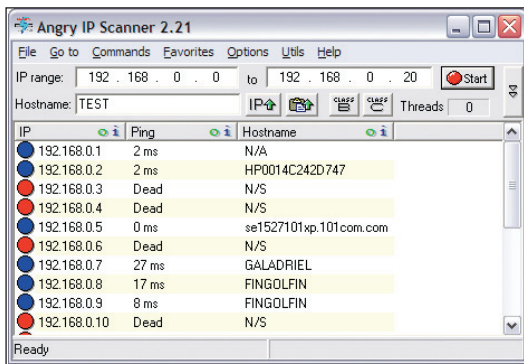 Angry IP Scanner 2.21
File Go to Commands Favorites Options Utils Help
IP range: 192 . 168 . 0 . 0 to 192 . 168 . 0 . 20 Start
Hostname: TEST IP CLASS B CLASS C Threads 0
IP Ping Hostname
192.168.0.1 2 ms N/A
192.168.0.2 2 ms HP0014C242D747
192.168.0.3 Dead N/S
192.168.0.4 Dead N/S
192.168.0.5 0 ms se1527101xp.101com.com
192.168.0.6 Dead N/S
192.168.0.7 27 ms GALADRIEL
192.168.0.8 17 ms FINGOLFIN
192.168.0.9 8 ms FINGOLFIN
192.168.0.10 Dead N/S
Ready